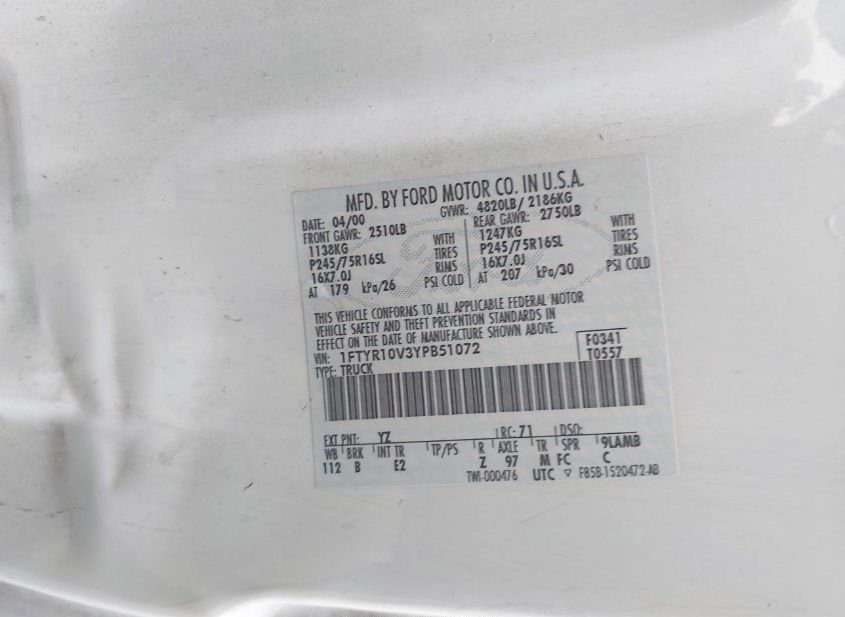 MFD. BY FORD MOTOR CO. IN U.S.A.
DATE: 04/00 GVWR: 4820LB/ 2186KG
FRONT GAWR: 2510LB REAR GAWR: 2750LB
1138KG WITH 1247KG WITH
P245/75R16SL TIRES P245/75R16SL TIRES
16X7.0J RIMS 16X7.0J RIMS
AT 179 kPa/26 PSI COLD AT 207 kPa/30 PSI COLD
THIS VEHICLE CONFORMS TO ALL APPLICABLE FEDERAL MOTOR
VEHICLE SAFETY AND THEFT PREVENTION STANDARDS IN
EFFECT ON THE DATE OF MANUFACTURE SHOWN ABOVE.
VIN: 1FTYR10V3YPB51072 F0341
TYPE: TRUCK T0557
EXT PNT: YZ RC: 71 DSO:
WB BRK INT TR TP/PS R AXLE TR SPR 9LAMB
112 B E2 Z 97 M FC C
TWI-000476 UTC ▽ F85B-1520472-AB